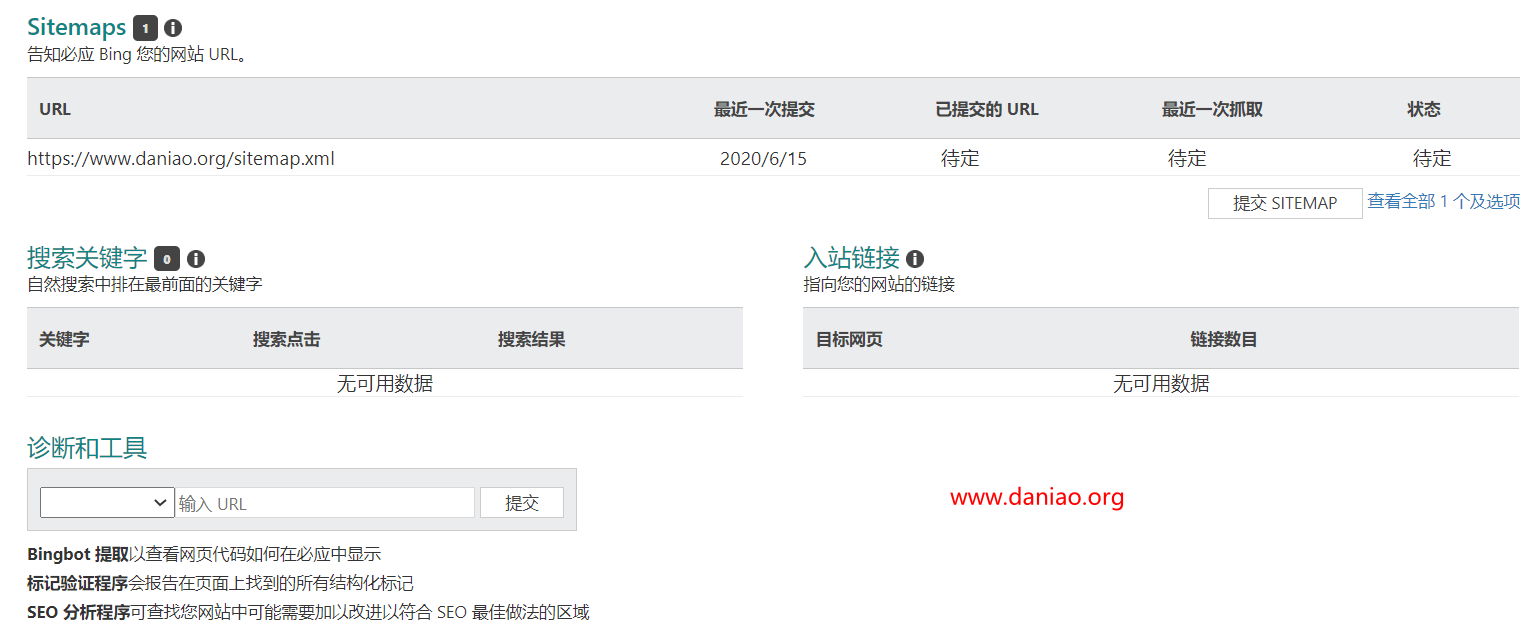 Sitemaps 1
告知必应 Bing 您的网站 URL。
URL 最近一次提交 已提交的 URL 最近一次抓取 状态
https://www.daniao.org/sitemap.xml 2020/6/15 待定 待定 待定
提交 SITEMAP 查看全部 1 个及选项
搜索关键字 0
自然搜索中排在最前面的关键字
关键字 搜索点击 搜索结果
无可用数据
入站链接
指向您的网站的链接
目标网页 链接数目
无可用数据
诊断和工具
输入 URL 提交
www.daniao.org
Bingbot 提取以查看网页代码如何在必应中显示
标记验证程序会报告在页面上找到的所有结构化标记
SEO 分析程序可查找您网站中可能需要加以改进以符合 SEO 最佳做法的区域